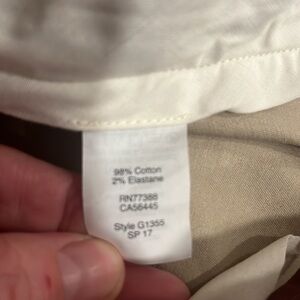 98% Cotton
2% Elastane
RN77388
CA56445
Style G1355
SP 17